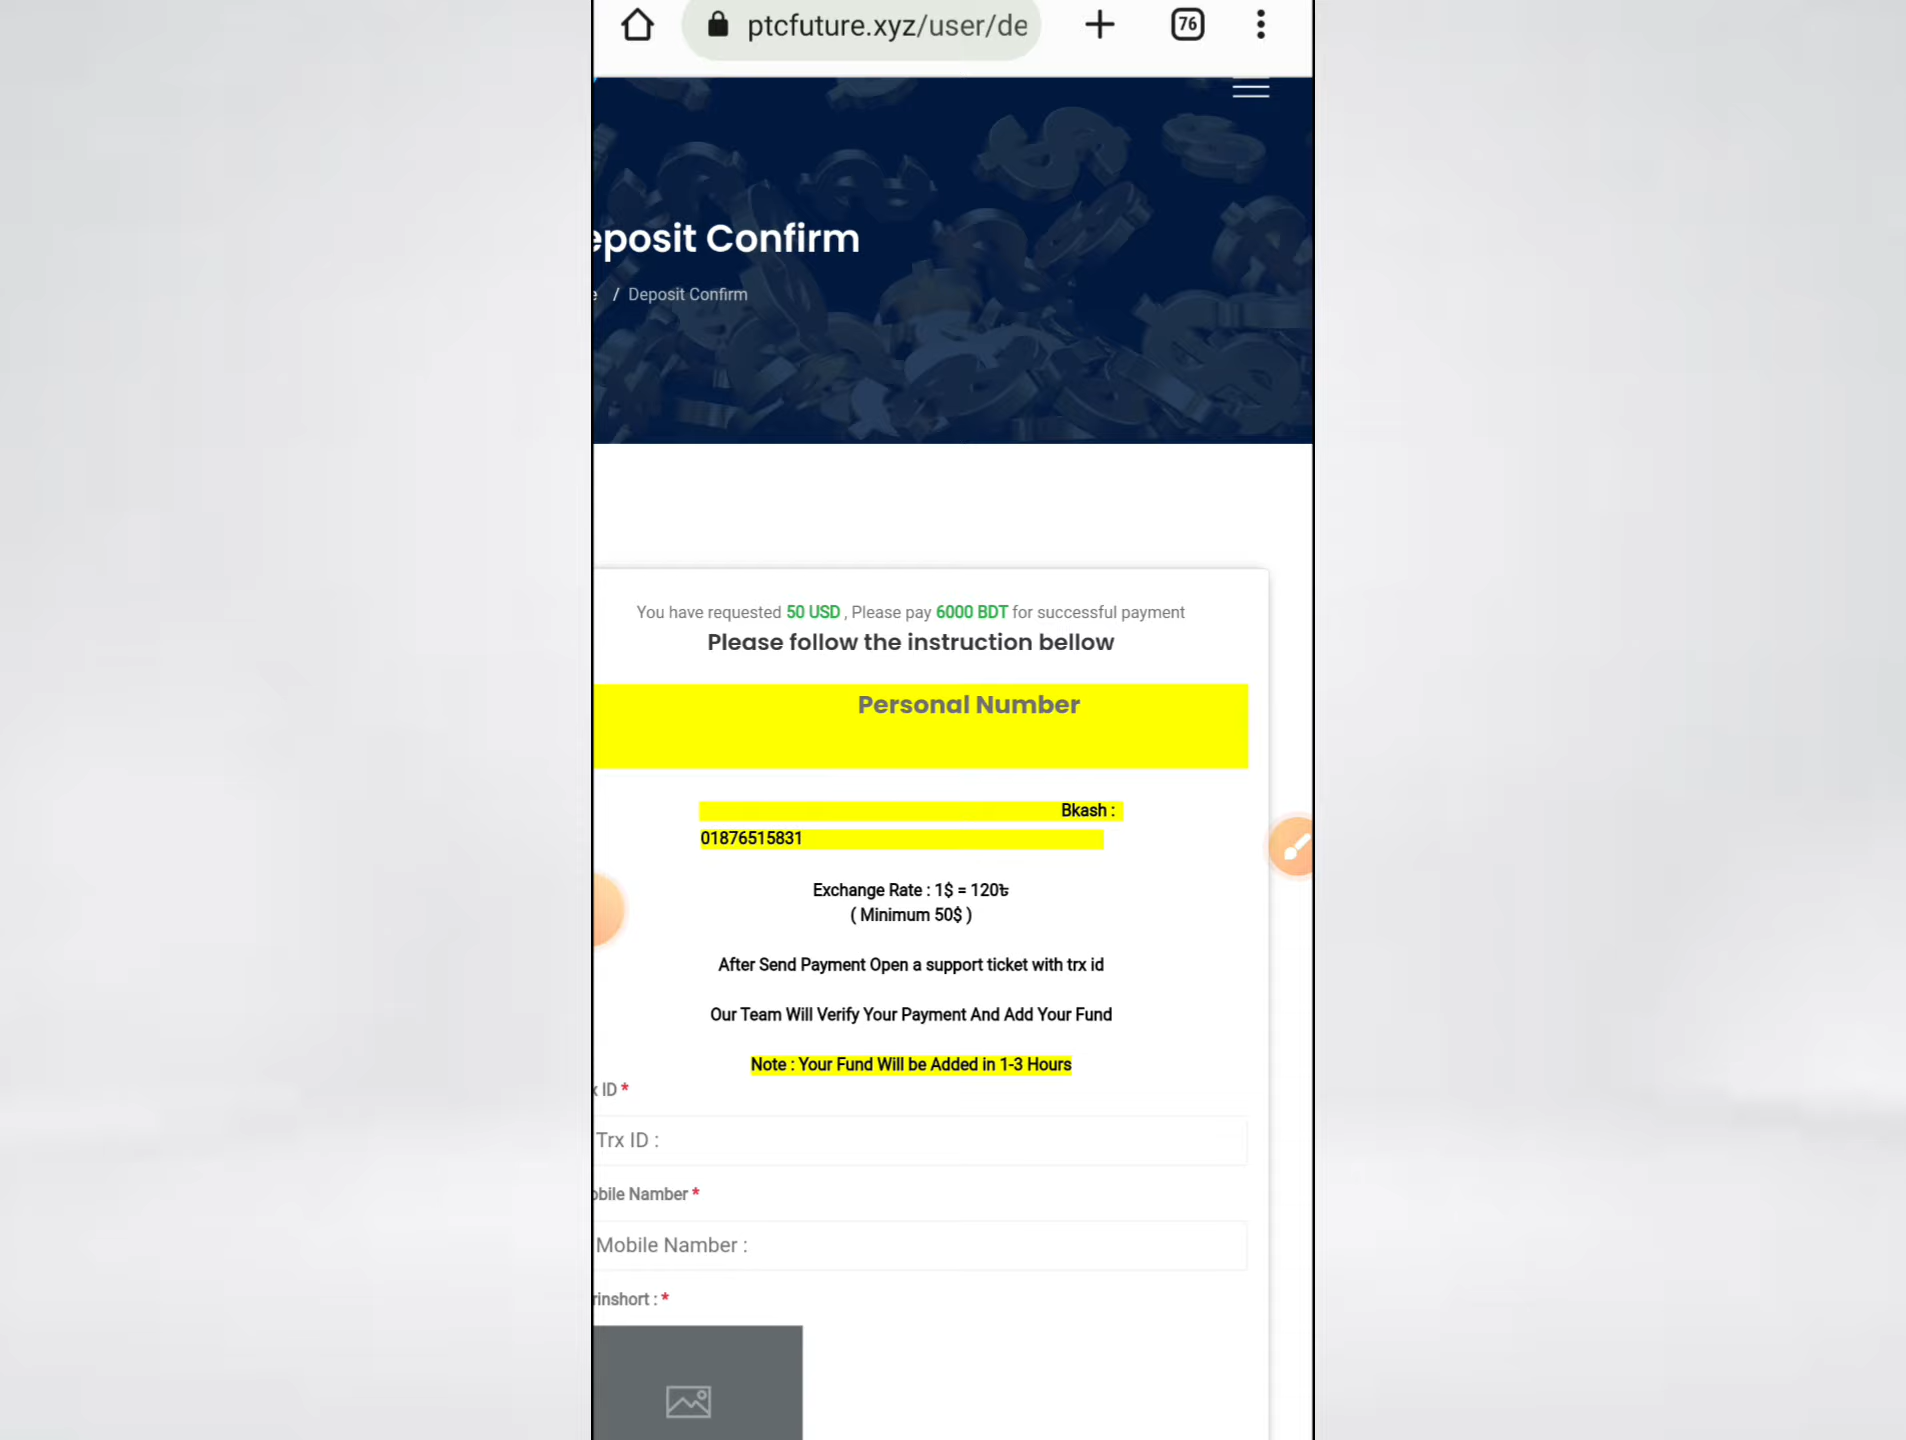 ptcfuture.xyz/user/de
76
eposit Confirm
e / Deposit Confirm
You have requested 50 USD , Please pay 6000 BDT for successful payment
Please follow the instruction bellow
Personal Number
Bkash :
01876515831
Exchange Rate : 1$ = 120৳
( Minimum 50$ )
After Send Payment Open a support ticket with trx id
Our Team Will Verify Your Payment And Add Your Fund
Note : Your Fund Will be Added in 1-3 Hours
x ID *
Trx ID :
obile Namber *
Mobile Namber :
rinshort : *